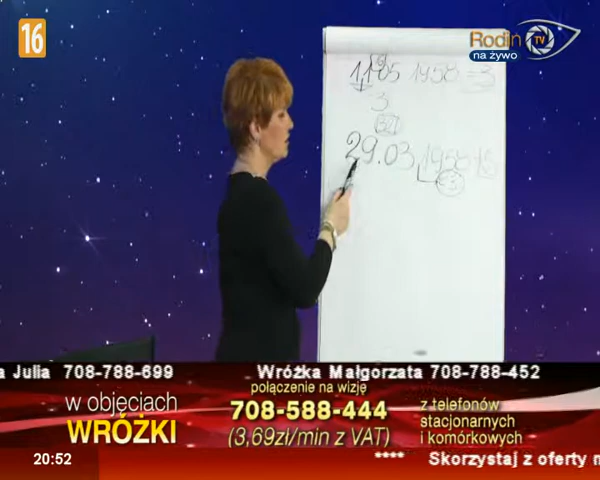 16
Rodin TV
na żywo
1,105 1958 = 3
3
29.03.1958
a Julia 708-788-699 Wróżka Małgorzata 708-788-452
w objęciach
WRÓŻKI
połączenie na wizję
708-588-444
(3,69zł/min z VAT)
z telefonów
stacjonarnych
i komórkowych
20:52
**** Skorzystaj z oferty n